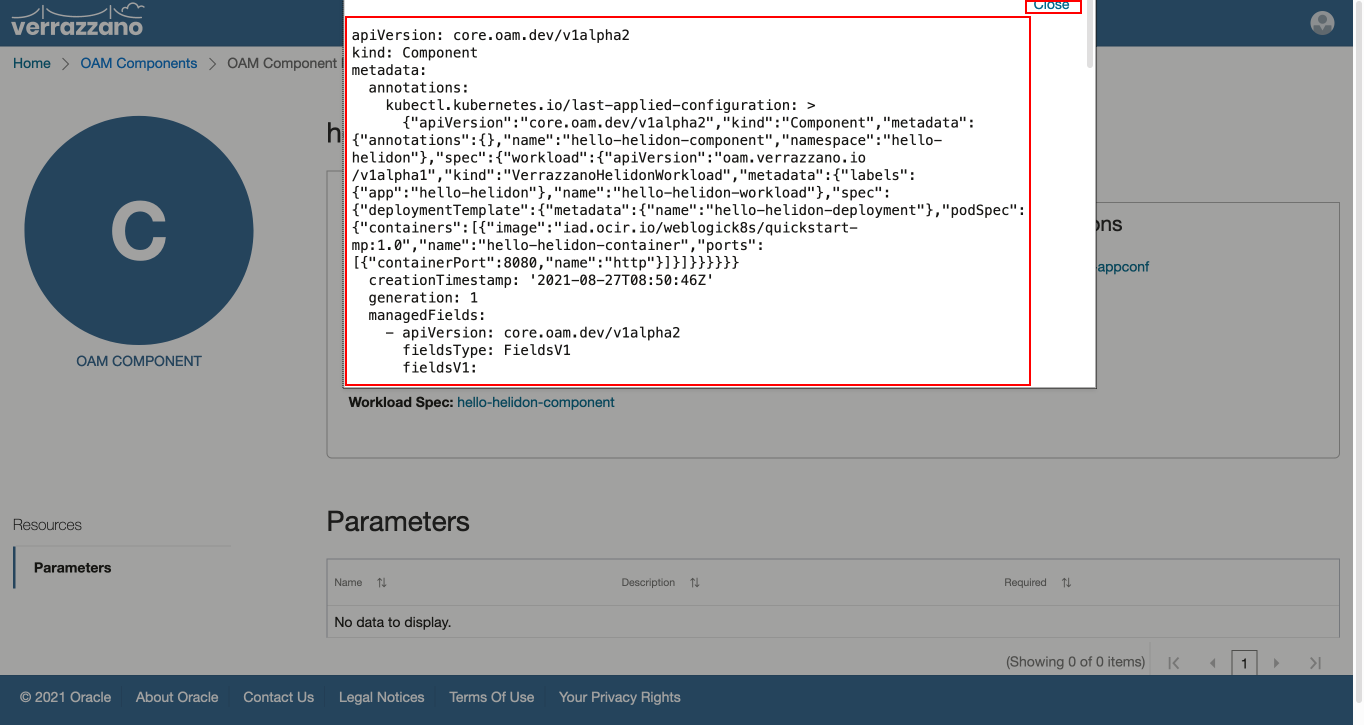 verrazzano
Close
Home
OAM Components
OAM Component
h
C
OAM COMPONENT
apiVersion: core.oam.dev/v1alpha2
kind: Component
metadata:
  annotations:
    kubectl.kubernetes.io/last-applied-configuration: >
      {"apiVersion":"core.oam.dev/v1alpha2","kind":"Component","metadata":
{"annotations":{},"name":"hello-helidon-component","namespace":"hello-
helidon"},"spec":{"workload":{"apiVersion":"oam.verrazzano.io
/v1alpha1","kind":"VerrazzanoHelidonWorkload","metadata":{"labels":
{"app":"hello-helidon"},"name":"hello-helidon-workload"},"spec":
{"deploymentTemplate":{"metadata":{"name":"hello-helidon-deployment"},"podSpec":
{"containers":[{"image":"iad.ocir.io/weblogick8s/quickstart-
mp:1.0","name":"hello-helidon-container","ports":
[{"containerPort":8080,"name":"http"}]}]}}}}}}
  creationTimestamp: '2021-08-27T08:50:46Z'
  generation: 1
  managedFields:
    - apiVersion: core.oam.dev/v1alpha2
      fieldsType: FieldsV1
      fieldsV1:
ons
appconf
Workload Spec: hello-helidon-component
Resources
Parameters
Parameters
Name
Description
Required
No data to display.
(Showing 0 of 0 items)
1
© 2021 Oracle
About Oracle
Contact Us
Legal Notices
Terms Of Use
Your Privacy Rights